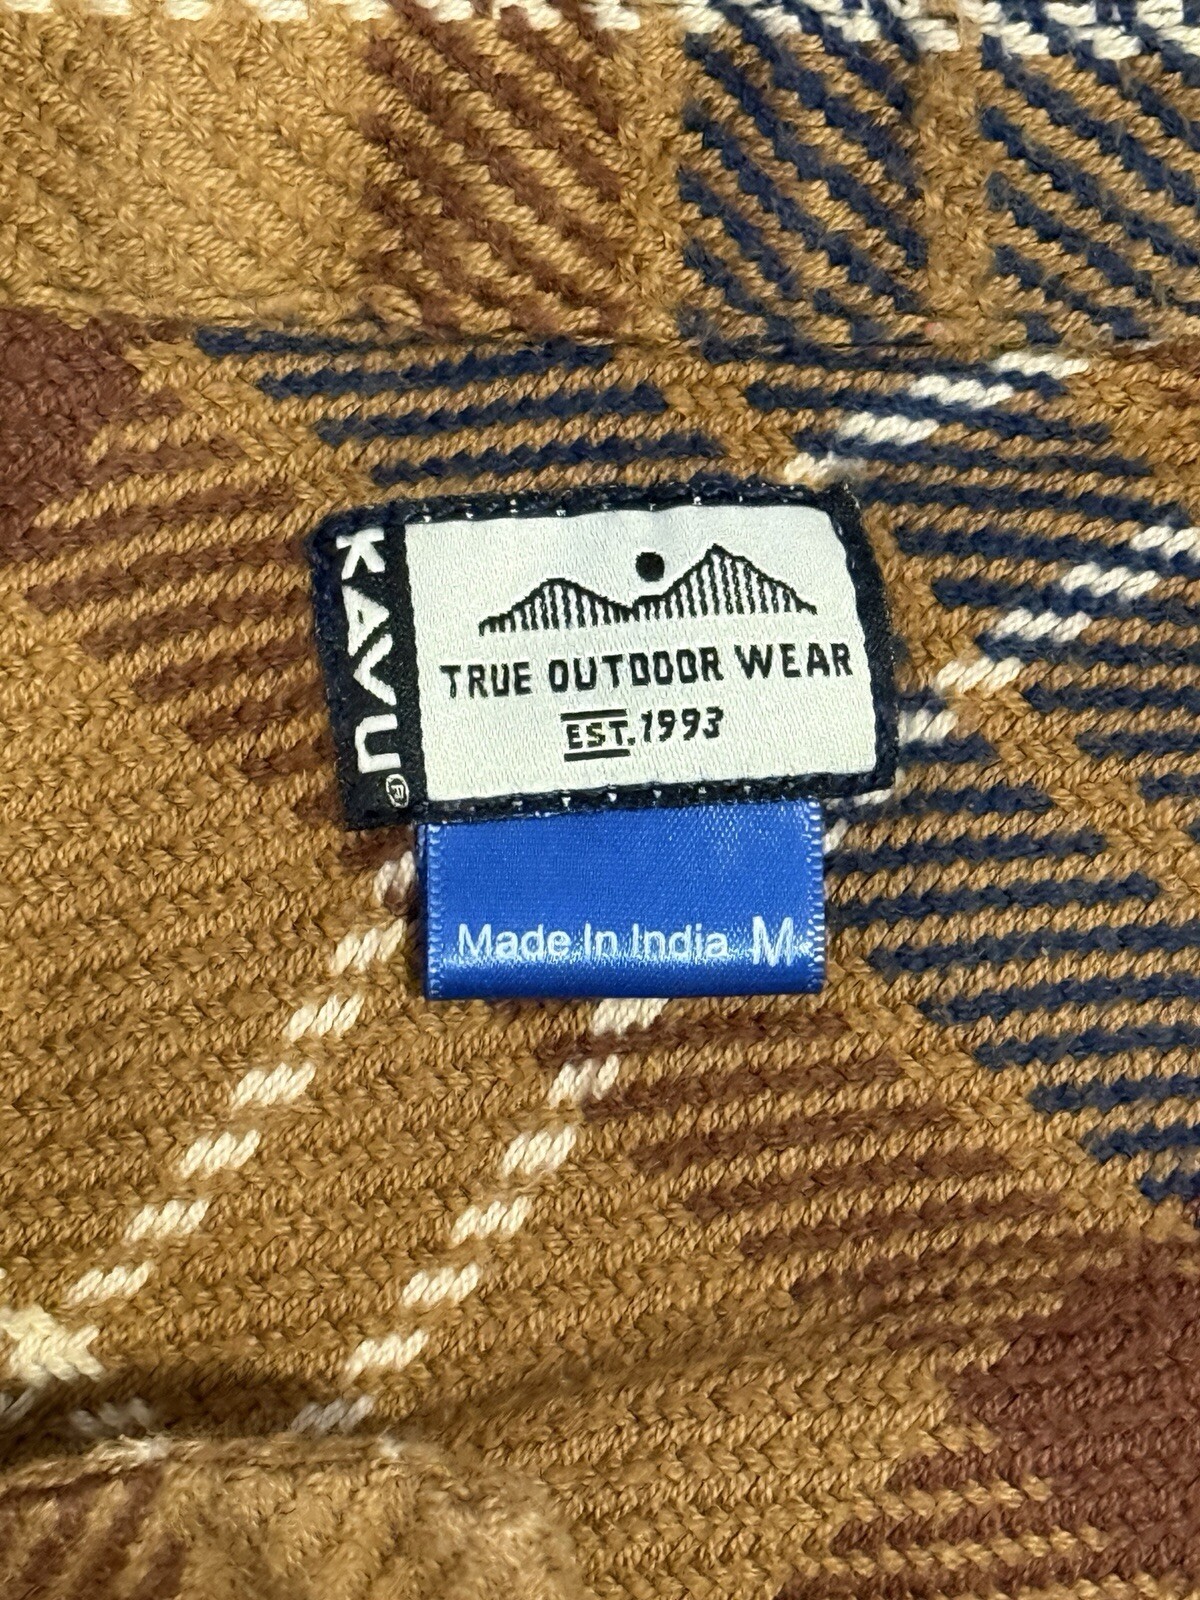 KAVU®
TRUE OUTDOOR WEAR
EST. 1993
Made In India M